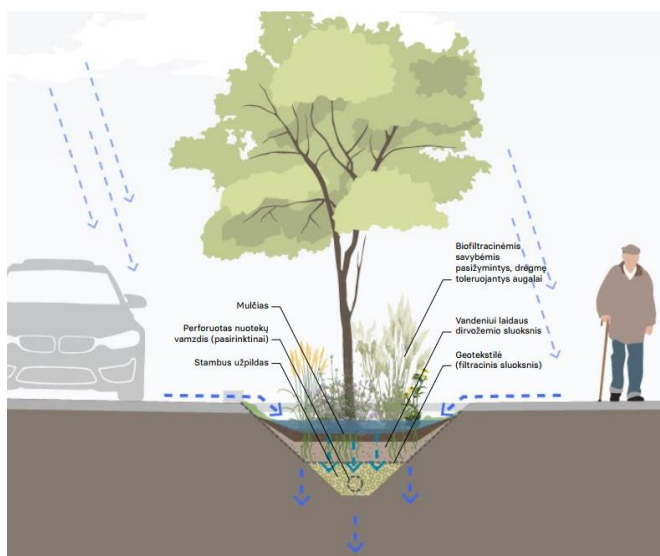 Biofiltracinėmis
savybėmis
pasižymintys, drėgmę
toleruojantys augalai
Mulčias
Perforuotas nuotekų
vamzdis (pasirinktinai)
Stambus užpildas
Vandeniui laidaus
dirvožemio sluoksnis
Geotekstilė
(filtracinis sluoksnis)